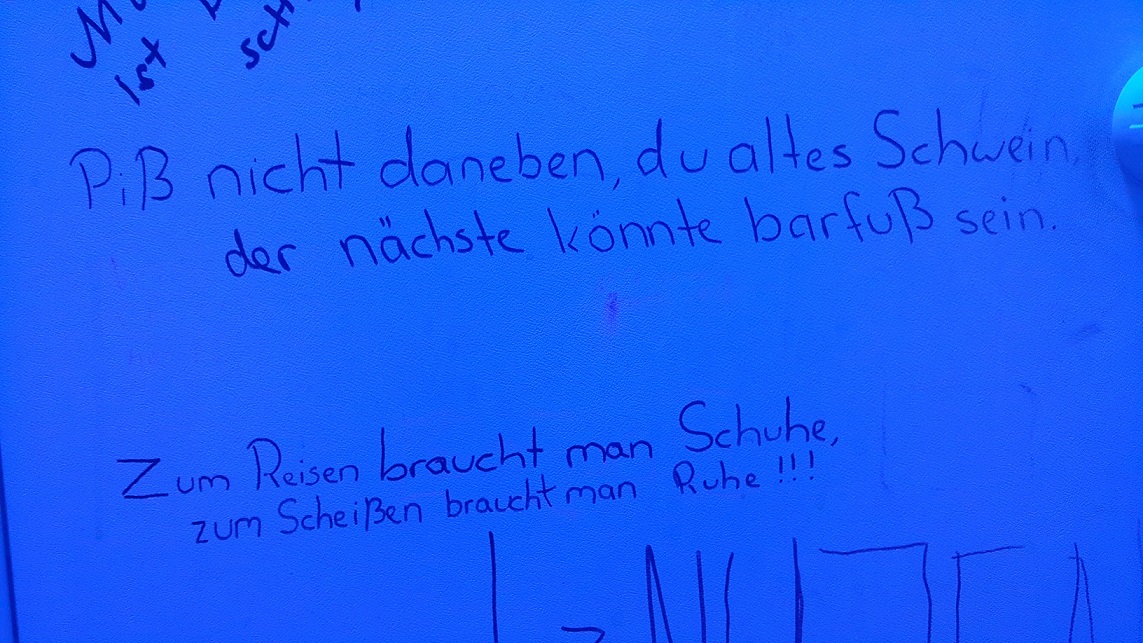 ist
Piß nicht daneben, du altes Schwein,
der nächste könnte barfuß sein.
Zum Reisen braucht man Schuhe,
zum Scheißen braucht man Ruhe!!!